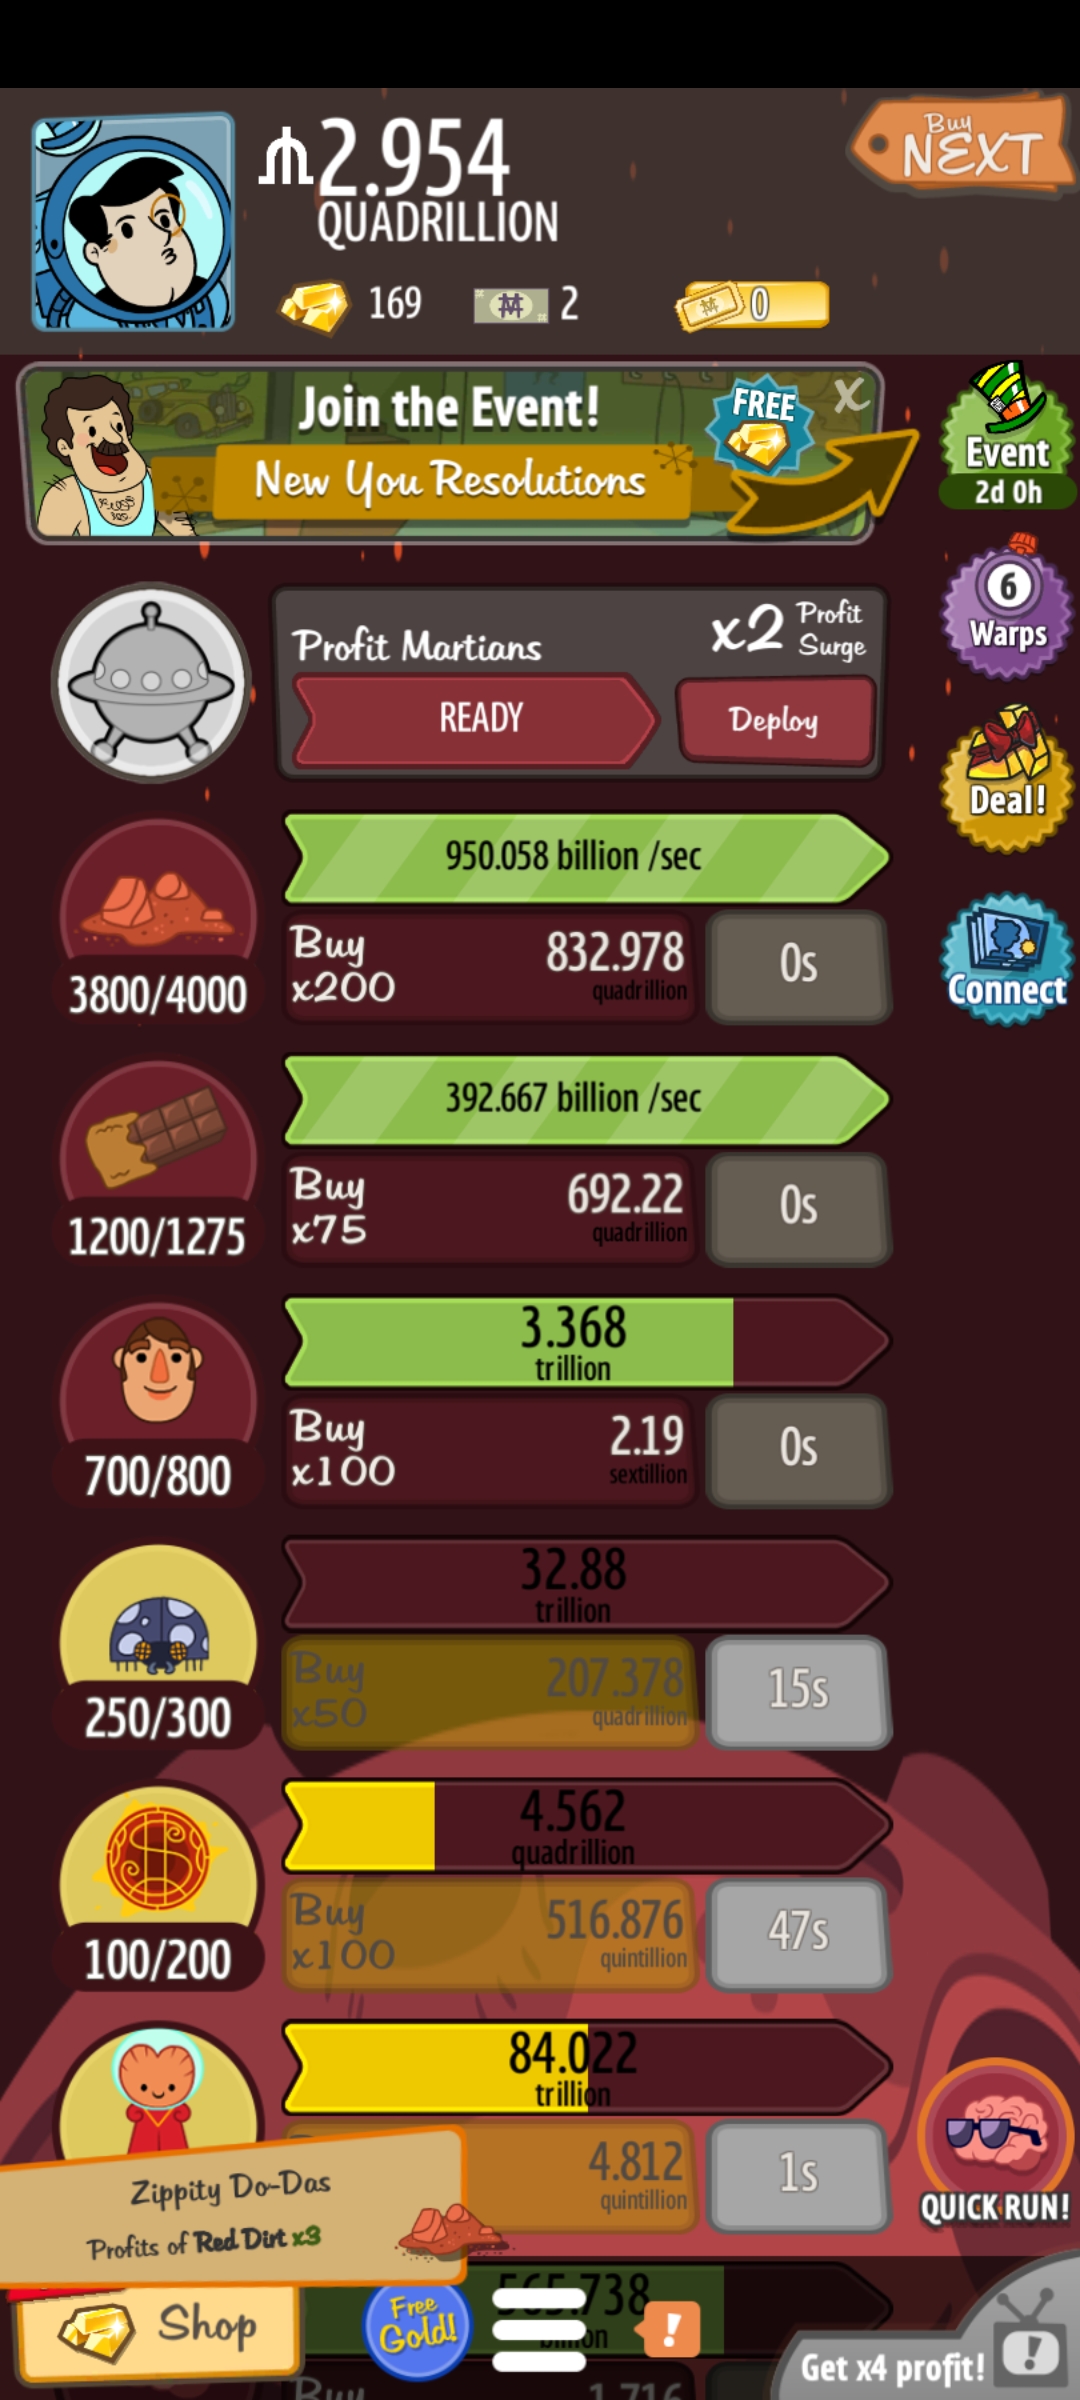 Buy
NEXT
2.954
QUADRILLION
169
2
0
Join the Event!
FREE
X
New You Resolutions
Event
2d 0h
6
Warps
Profit Martians
x2 Profit Surge
READY
Deploy
Deal!
950.058 billion /sec
Buy
x200
832.978
quadrillion
0s
3800/4000
Connect
392.667 billion /sec
Buy
x75
692.22
quadrillion
0s
1200/1275
3.368
trillion
Buy
x100
2.19
sextillion
0s
700/800
32.88
trillion
Buy
x50
207.378
quadrillion
15s
250/300
4.562
quadrillion
Buy
x100
516.876
quintillion
47s
100/200
84.022
trillion
4.812
quintillion
1s
QUICK RUN!
Zippity Do-Das
Profits of Red Dirt x3
565.738
Shop
Free
Gold!
!
Get x4 profit!
!
Buy
1.716